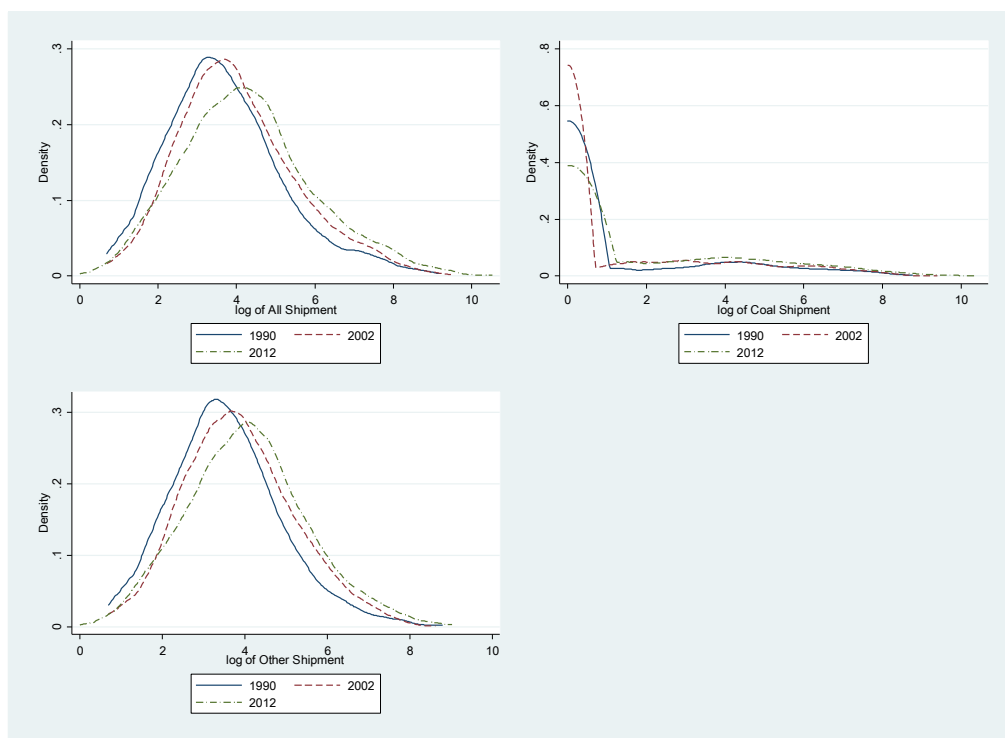 .3
.2
.1
0
Density
0 2 4 6 8 10
log of All Shipment
1990 2002
2012
.8
.6
.4
.2
0
Density
0 2 4 6 8 10
log of Coal Shipment
1990 2002
2012
.3
.2
.1
0
Density
0 2 4 6 8 10
log of Other Shipment
1990 2002
2012